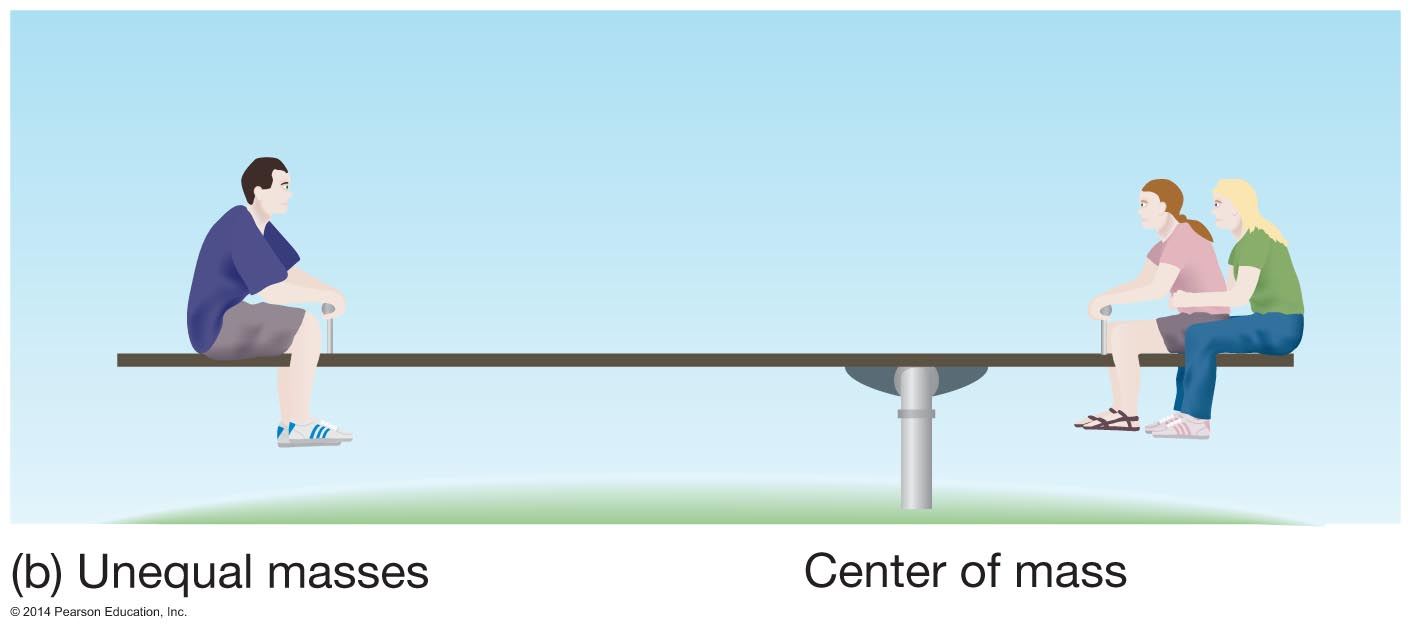 (b) Unequal masses
Center of mass
© 2014 Pearson Education, Inc.